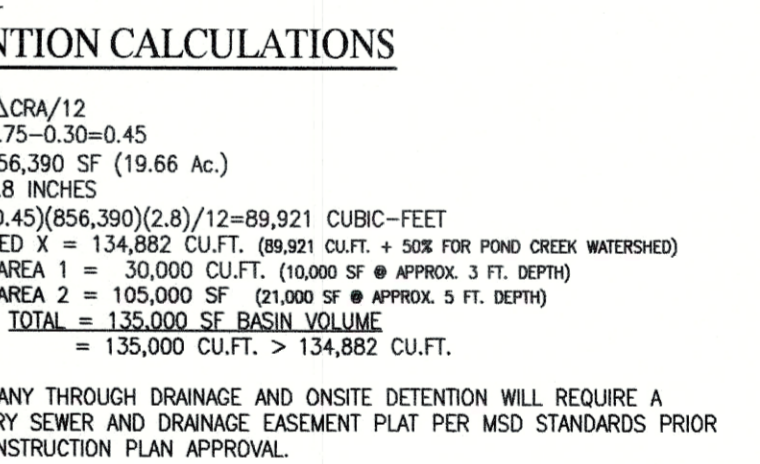 NTION CALCULATIONS
ΔCRA/12
.75-0.30=0.45
56,390 SF (19.66 Ac.)
.8 INCHES
0.45)(856,390)(2.8)/12=89,921 CUBIC-FEET
ED X = 134,882 CU.FT. (89,921 CU.FT. + 50% FOR POND CREEK WATERSHED)
AREA 1 = 30,000 CU.FT. (10,000 SF @ APPROX. 3 FT. DEPTH)
AREA 2 = 105,000 SF (21,000 SF @ APPROX. 5 FT. DEPTH)
TOTAL = 135,000 SF BASIN VOLUME
= 135,000 CU.FT. > 134,882 CU.FT.
ANY THROUGH DRAINAGE AND ONSITE DETENTION WILL REQUIRE A
RY SEWER AND DRAINAGE EASEMENT PLAT PER MSD STANDARDS PRIOR
NSTRUCTION PLAN APPROVAL.